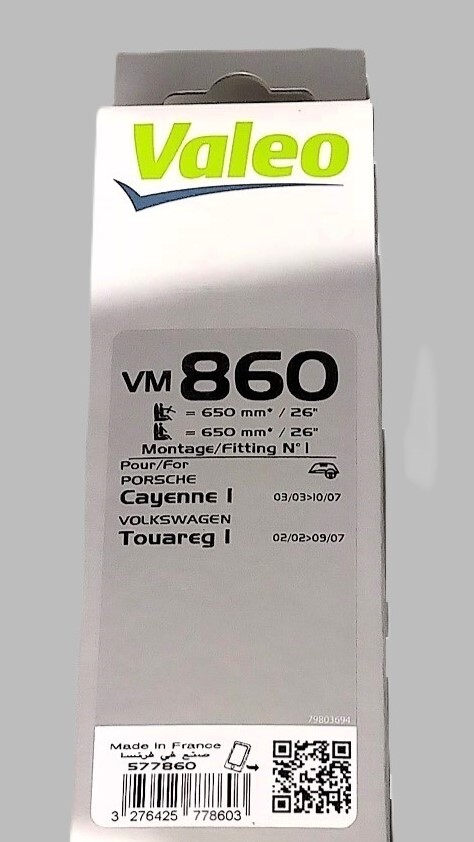 Valeo
VM 860
= 650 mm* / 26"
= 650 mm* / 26"
Montage/Fitting N° 1
Pour/For
PORSCHE
Cayenne I 03/03>10/07
VOLKSWAGEN
Touareg I 02/02>09/07
79803694
Made In France
صنع في فرنسا
577860
3 276425 778603